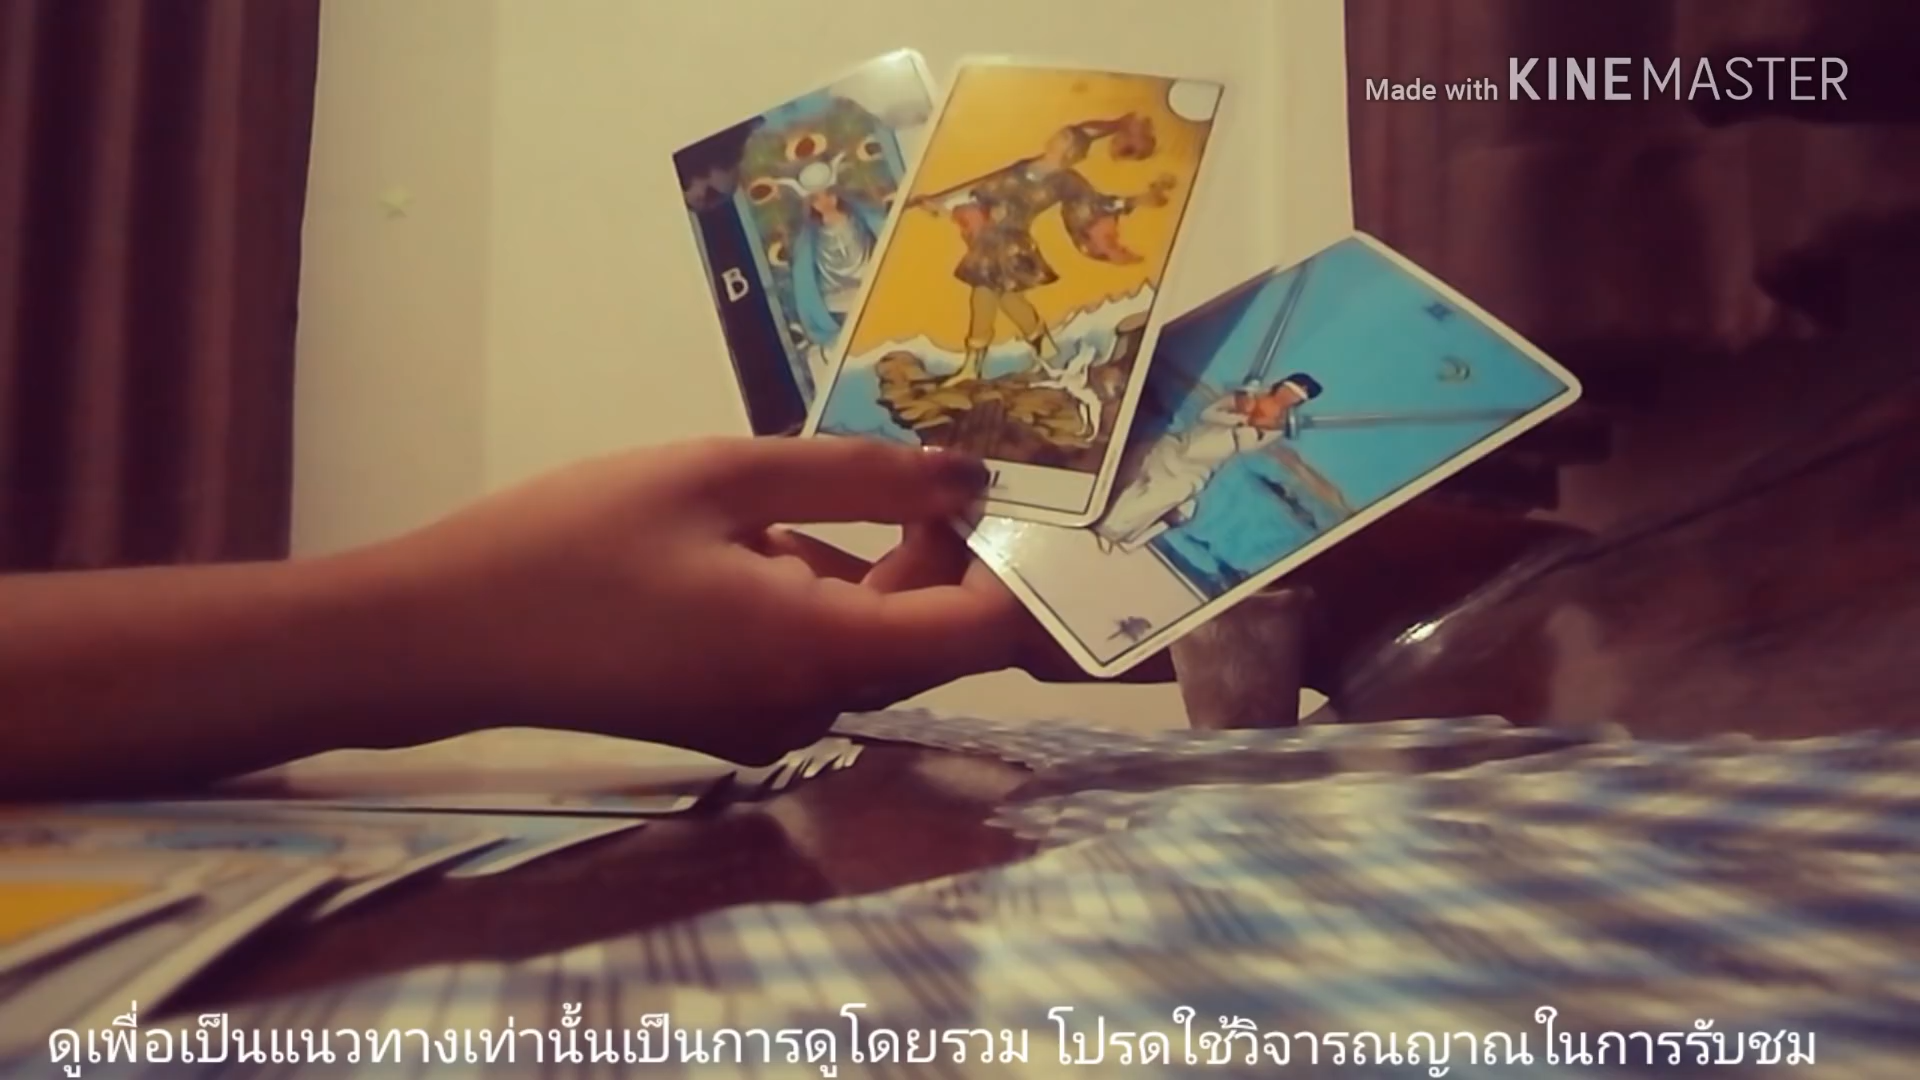 Made with KINEMASTER
B
ดูเพื่อเป็นแนวทางเท่านั้นเป็นการดูโดยรวม โปรดใช้วิจารณญาณในการรับชม